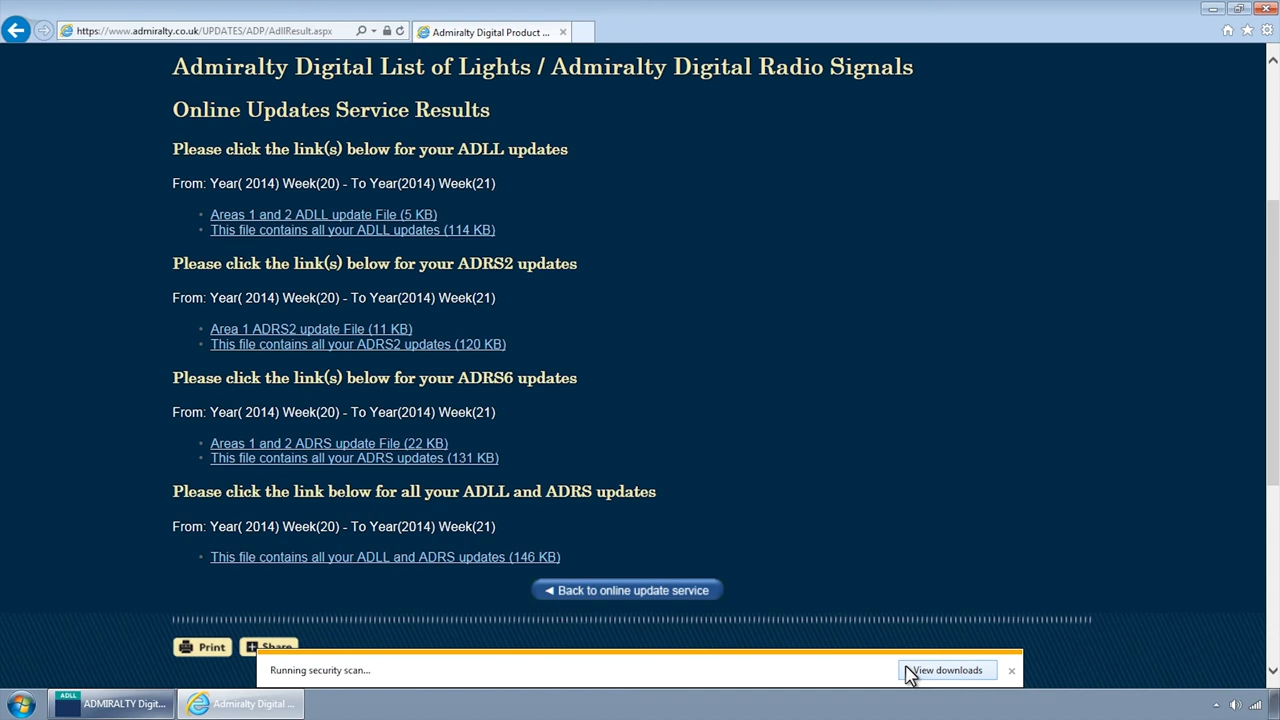 https://www.admiralty.co.uk/UPDATES/ADP/AdllResult.aspx
Admiralty Digital Product ...
Admiralty Digital List of Lights / Admiralty Digital Radio Signals
Online Updates Service Results
Please click the link(s) below for your ADLL updates
From: Year( 2014) Week(20) - To Year(2014) Week(21)
Areas 1 and 2 ADLL update File (5 KB)
This file contains all your ADLL updates (114 KB)
Please click the link(s) below for your ADRS2 updates
From: Year( 2014) Week(20) - To Year(2014) Week(21)
Area 1 ADRS2 update File (11 KB)
This file contains all your ADRS2 updates (120 KB)
Please click the link(s) below for your ADRS6 updates
From: Year( 2014) Week(20) - To Year(2014) Week(21)
Areas 1 and 2 ADRS update File (22 KB)
This file contains all your ADRS updates (131 KB)
Please click the link below for all your ADLL and ADRS updates
From: Year( 2014) Week(20) - To Year(2014) Week(21)
This file contains all your ADLL and ADRS updates (146 KB)
Back to online update service
Print Share
Running security scan... View downloads
ADLL ADMIRALTY Digit... Admiralty Digital ...